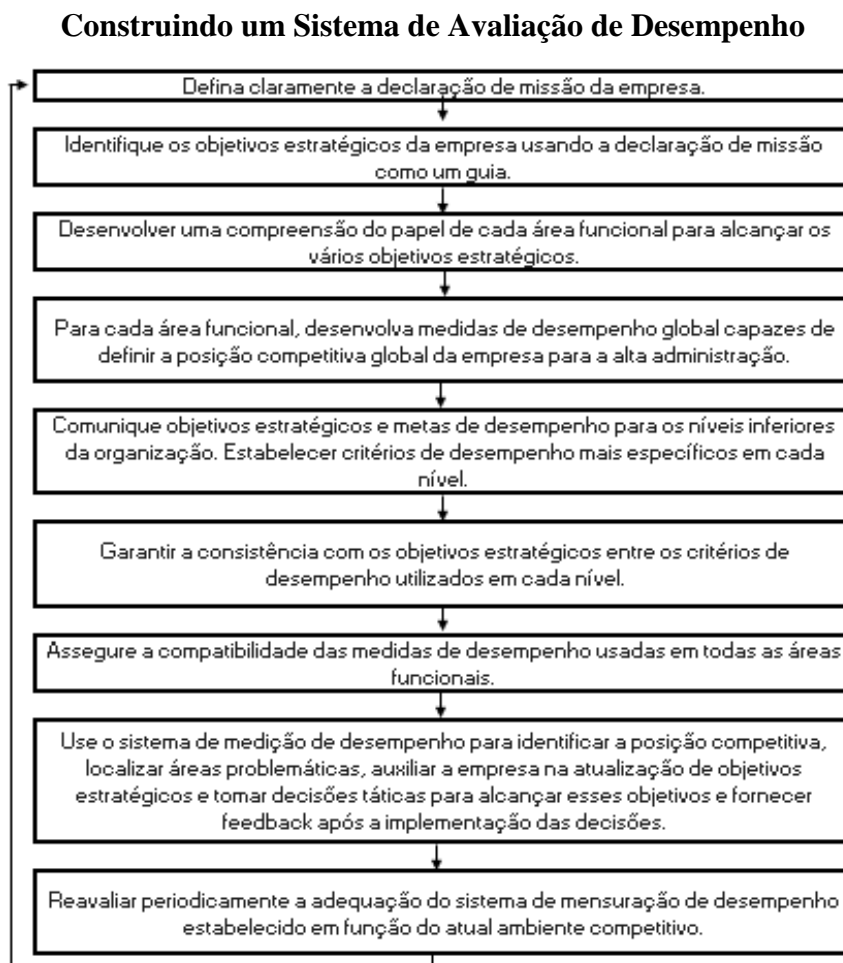 Construindo um Sistema de Avaliação de Desempenho
Defina claramente a declaração de missão da empresa.
Identifique os objetivos estratégicos da empresa usando a declaração de missão
como um guia.
Desenvolver uma compreensão do papel de cada área funcional para alcançar os
vários objetivos estratégicos.
Para cada área funcional, desenvolva medidas de desempenho global capazes de
definir a posição competitiva global da empresa para a alta administração.
Comunique objetivos estratégicos e metas de desempenho para os níveis inferiores
da organização. Estabelecer critérios de desempenho mais específicos em cada
nível.
Garantir a consistência com os objetivos estratégicos entre os critérios de
desempenho utilizados em cada nível.
Assegure a compatibilidade das medidas de desempenho usadas em todas as áreas
funcionais.
Use o sistema de medição de desempenho para identificar a posição competitiva,
localizar áreas problemáticas, auxiliar a empresa na atualização de objetivos
estratégicos e tomar decisões táticas para alcançar esses objetivos e fornecer
feedback após a implementação das decisões.
Reavaliar periodicamente a adequação do sistema de mensuração de desempenho
estabelecido em função do atual ambiente competitivo.